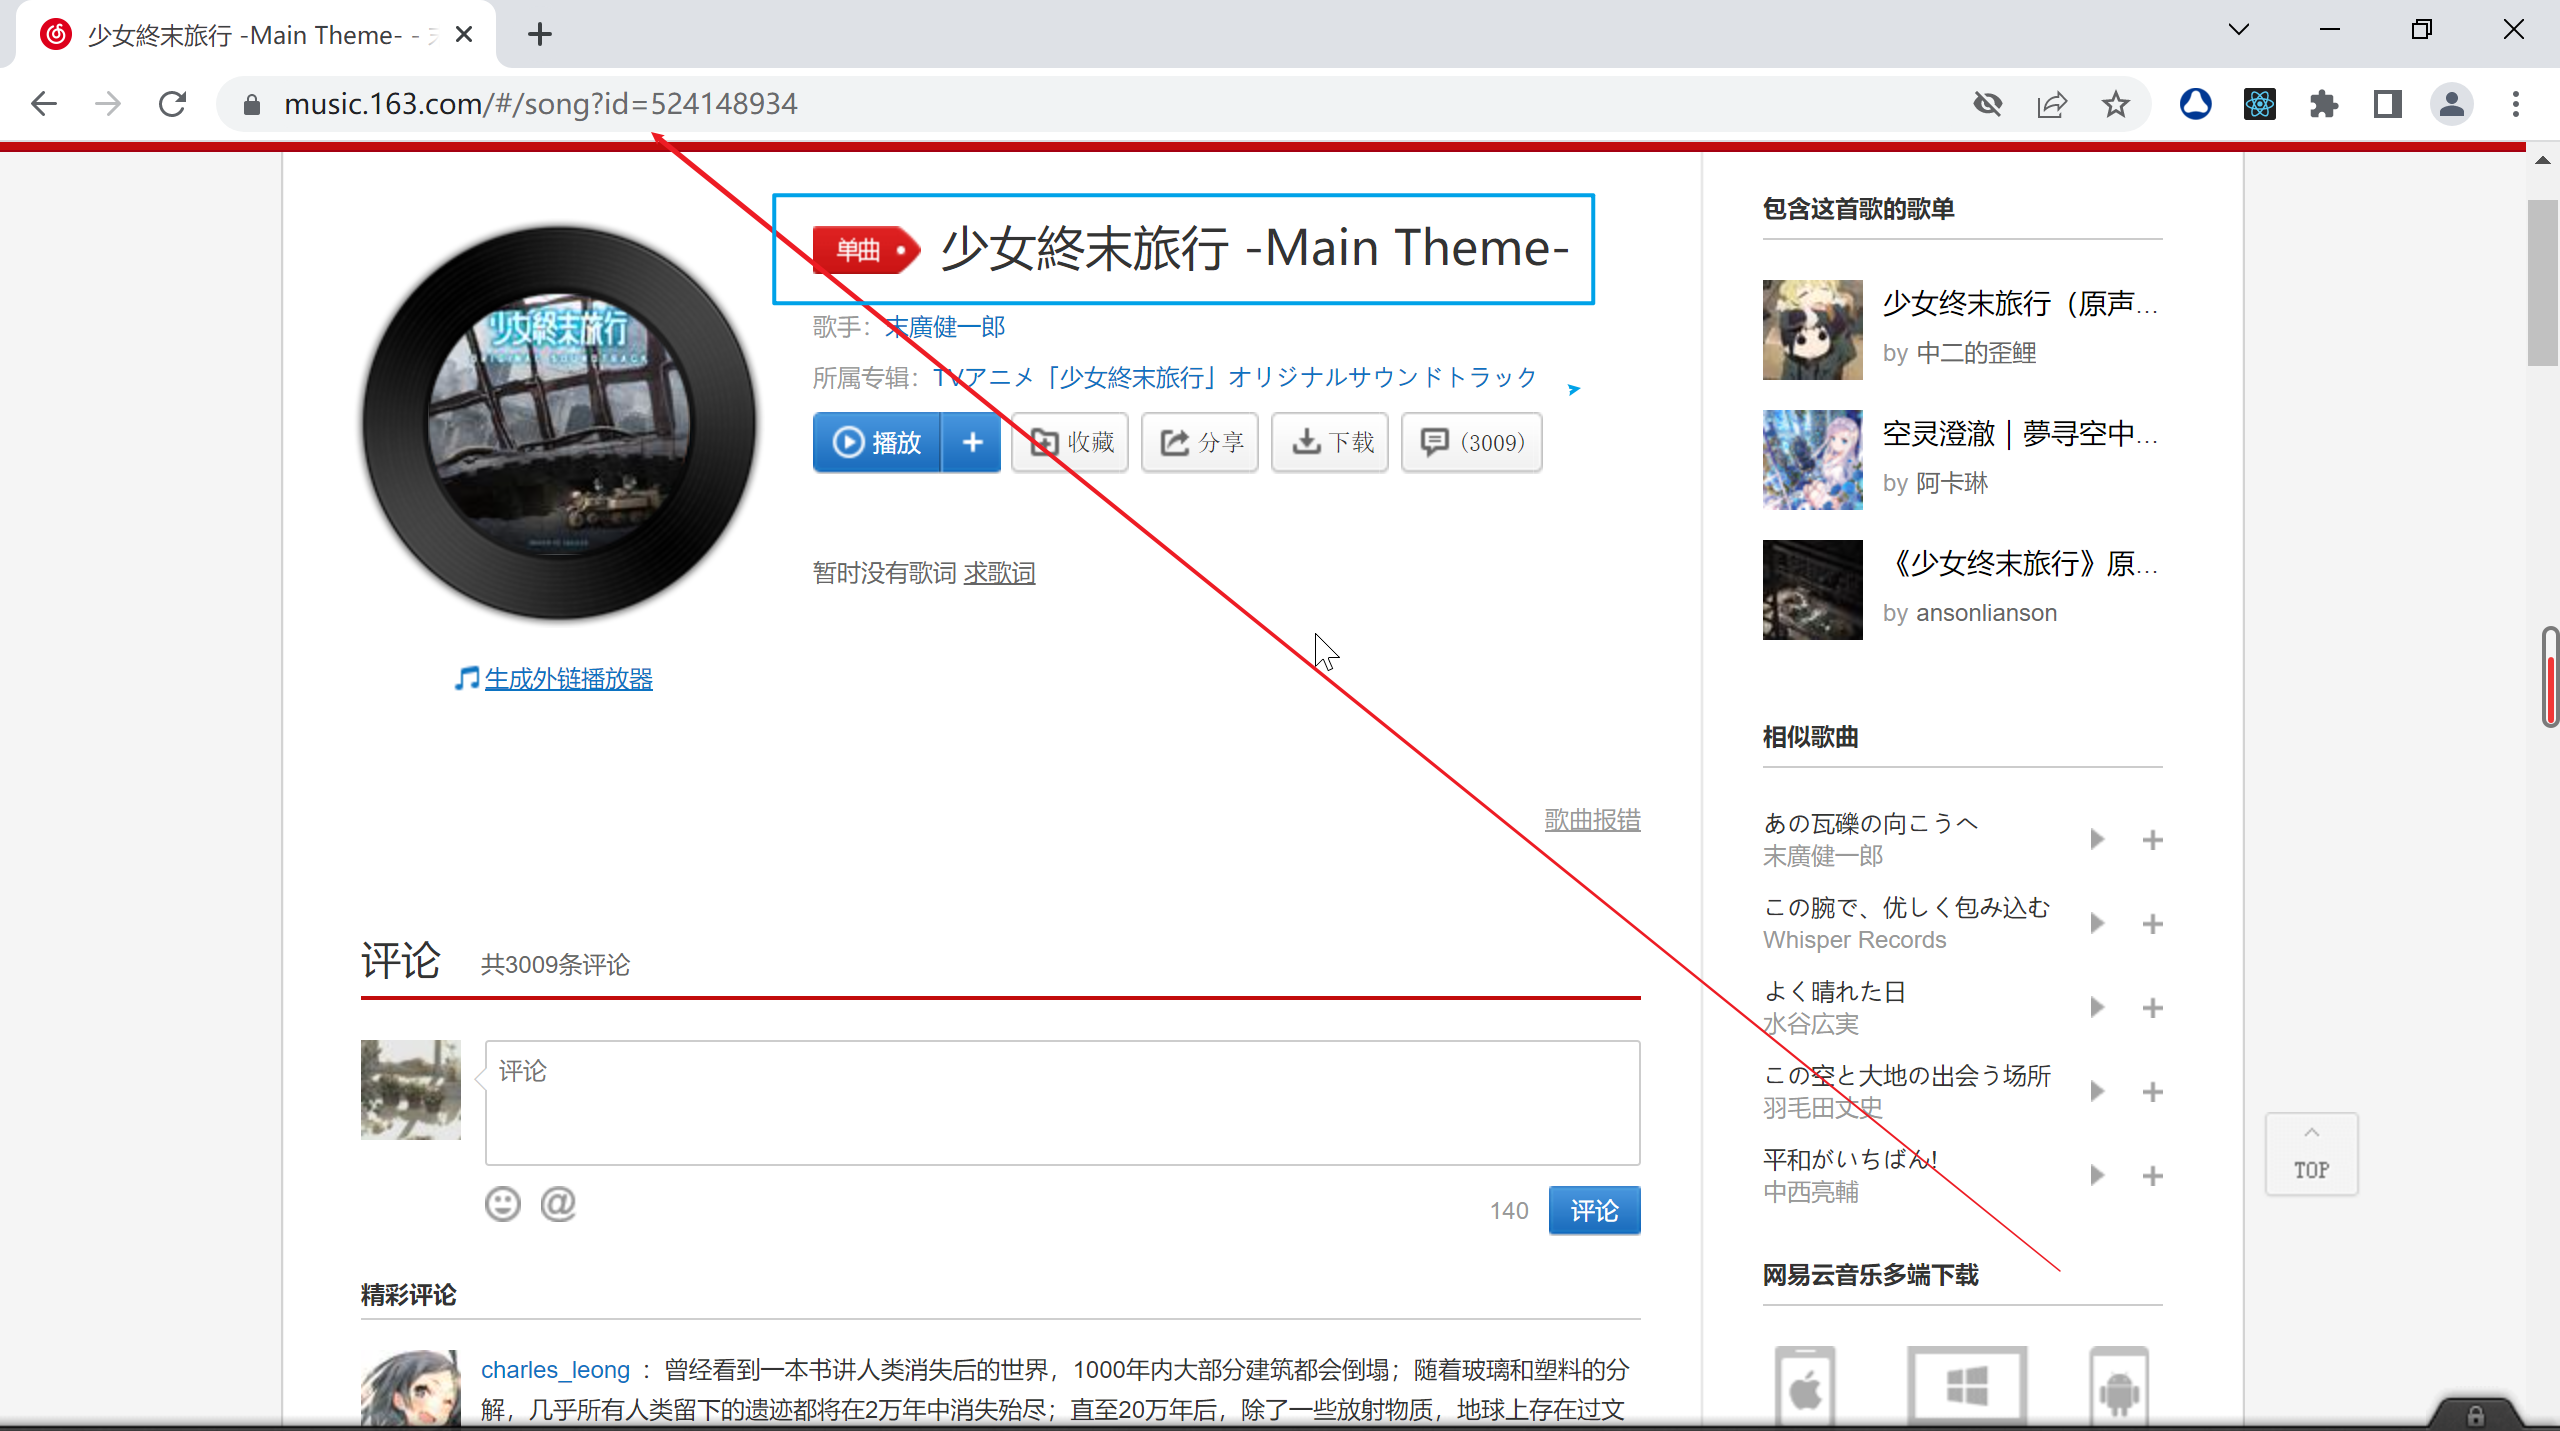 少女終末旅行 -Main Theme- -
music.163.com/#/song?id=524148934
单曲
少女終末旅行 -Main Theme-
歌手：末廣健一郎
所属专辑：TVアニメ「少女終末旅行」オリジナルサウンドトラック
播放
收藏
分享
下载
(3009)
少女終末旅行
ORIGINAL SOUNDTRACK
暂时没有歌词 求歌词
生成外链播放器
歌曲报错
评论
共3009条评论
评论
140
评论
精彩评论
charles_leong ：曾经看到一本书讲人类消失后的世界，1000年内大部分建筑都会倒塌；随着玻璃和塑料的分
解，几乎所有人类留下的遗迹都将在2万年中消失殆尽；直至20万年后，除了一些放射物质，地球上存在过文
包含这首歌的歌单
少女终末旅行（原声...
by 中二的歪鲤
空灵澄澈｜夢寻空中...
by 阿卡琳
《少女终末旅行》原...
by ansonlianson
相似歌曲
あの瓦礫の向こうへ
末廣健一郎
この腕で、优しく包み込む
Whisper Records
よく晴れた日
水谷広実
この空と大地の出会う场所
羽毛田丈史
平和がいちばん!
中西亮輔
网易云音乐多端下载
TOP